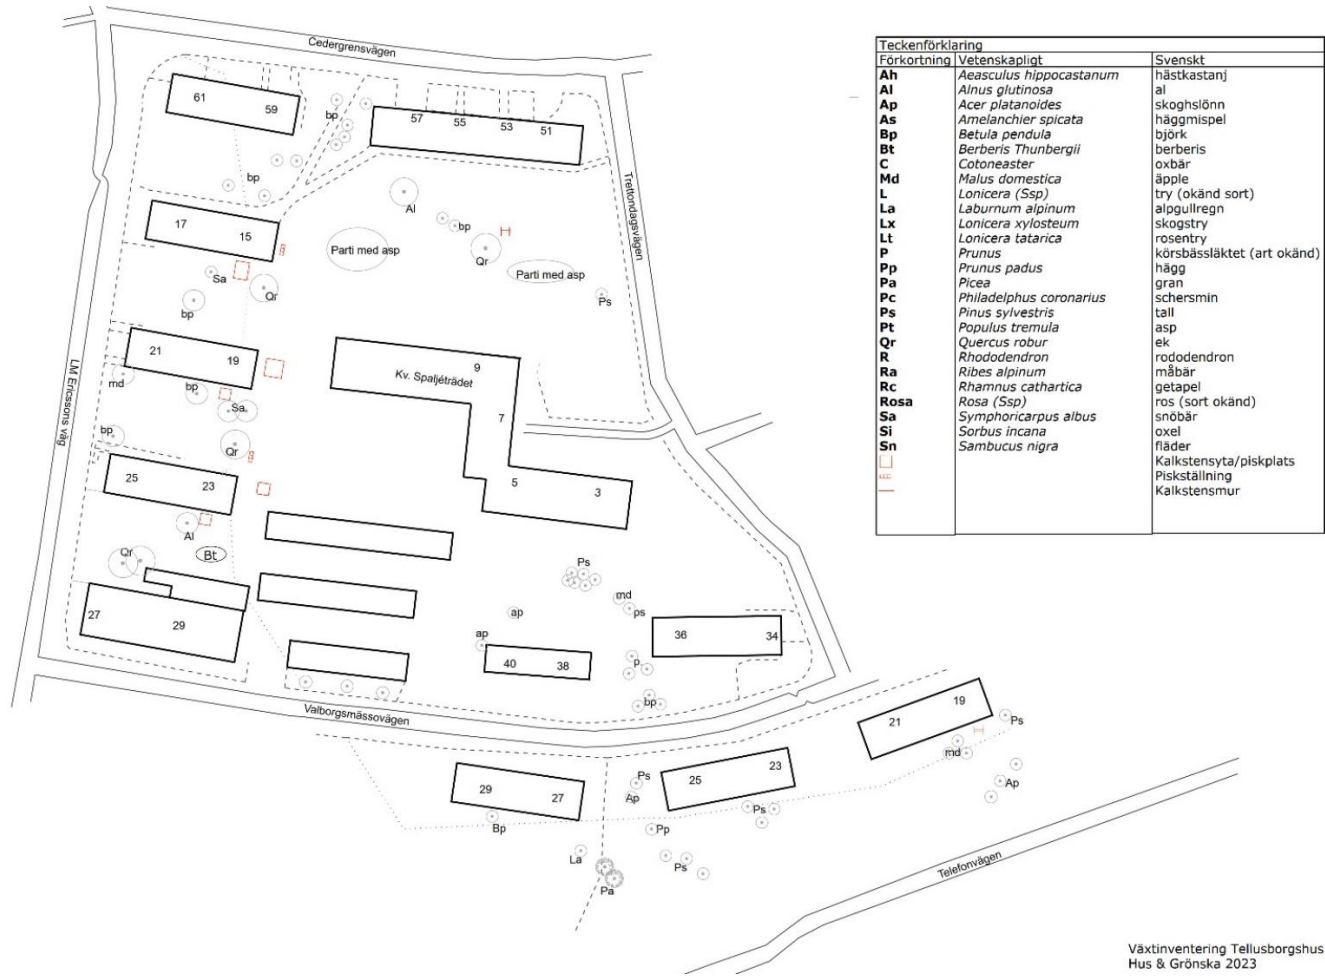 Cedergrensvägen
61
59
bp
57
55
53
51
bp
Al
bp
Trettondagsvägen
17
15
Parti med asp
Qr
Parti med asp
Sa
Qr
bp
Ps
21
19
md
bp
Sa
LM Ericssons väg
Kv. Spaljéträdet
9
7
5
3
bp
Qr
25
23
Al
Bt
Qr
27
29
Ps
md
ps
ap
ap
40
38
36
34
p
bp
Valborgsmässovägen
21
19
Ps
md
Ap
29
27
Bp
Ps
Ap
25
23
Ps
Pp
La
Pa
Ps
Telefonvägen
Teckenförklaring
Förkortning Vetenskapligt Svenskt
Ah Aeasculus hippocastanum hästkastanj
Al Alnus glutinosa al
Ap Acer platanoides skoghslönn
As Amelanchier spicata häggmispel
Bp Betula pendula björk
Bt Berberis Thunbergii berberis
C Cotoneaster oxbär
Md Malus domestica äpple
L Lonicera (Ssp) try (okänd sort)
La Laburnum alpinum alpgullregn
Lx Lonicera xylosteum skogstry
Lt Lonicera tatarica rosentry
P Prunus körsbässläktet (art okänd)
Pp Prunus padus hägg
Pa Picea gran
Pc Philadelphus coronarius schersmin
Ps Pinus sylvestris tall
Pt Populus tremula asp
Qr Quercus robur ek
R Rhododendron rododendron
Ra Ribes alpinum måbär
Rc Rhamnus cathartica getapel
Rosa Rosa (Ssp) ros (sort okänd)
Sa Symphoricarpus albus snöbär
Si Sorbus incana oxel
Sn Sambucus nigra fläder
Kalkstensyta/piskplats
Piskställning
Kalkstensmur
Växtinventering Tellusborgshus
Hus & Grönska 2023